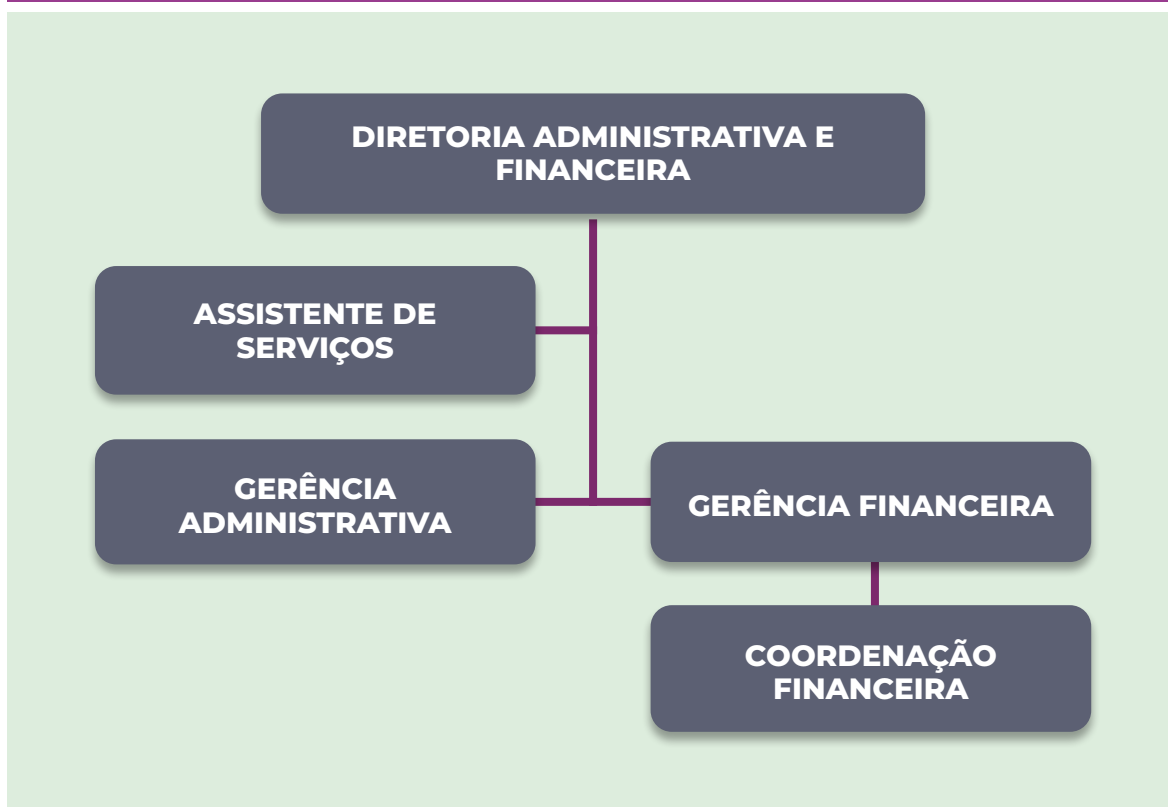 DIRETORIA ADMINISTRATIVA E
FINANCEIRA
ASSISTENTE DE
SERVIÇOS
GERÊNCIA
ADMINISTRATIVA
GERÊNCIA FINANCEIRA
COORDENAÇÃO
FINANCEIRA